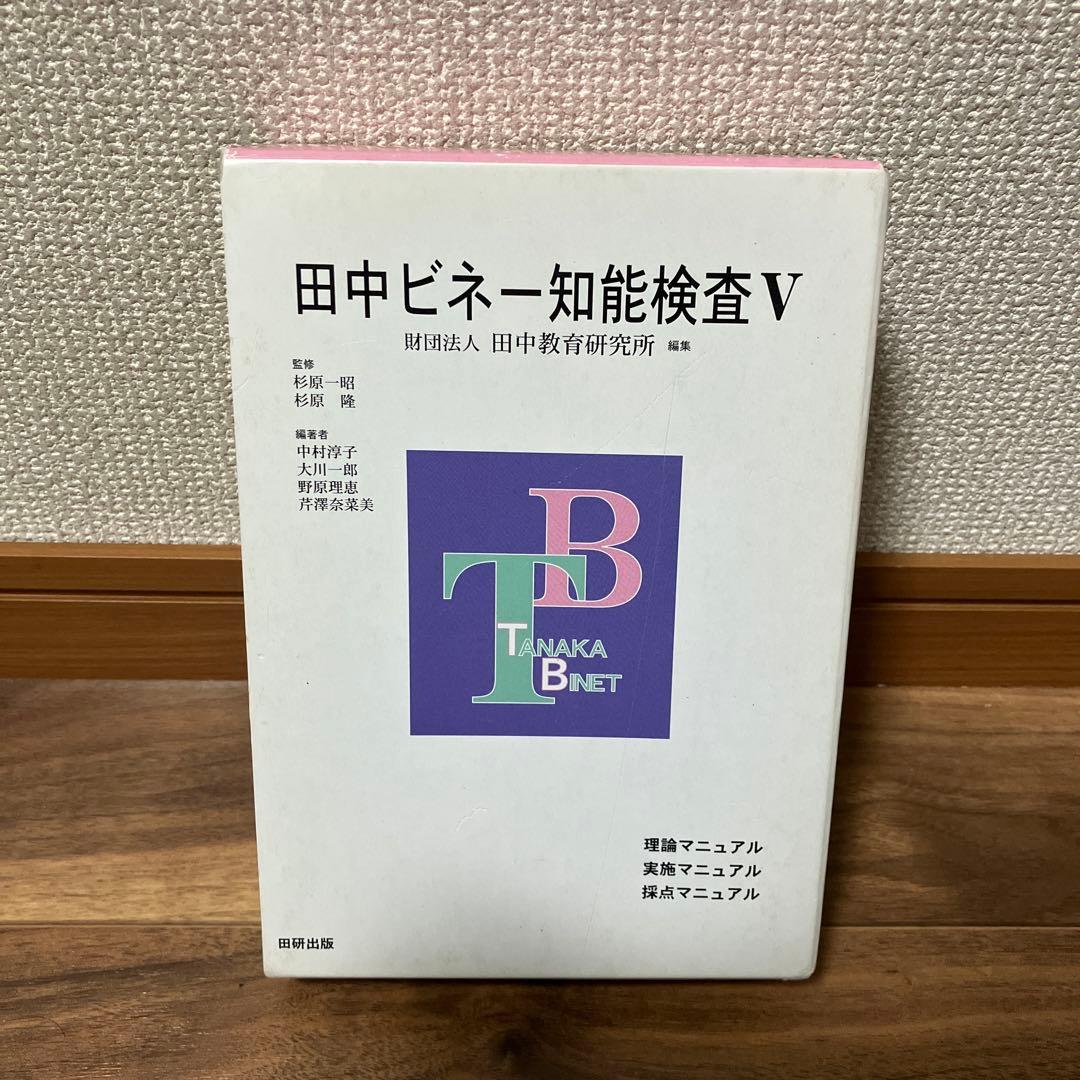 田中ビネー知能検査Ⅴ
財団法人 田中教育研究所 編集
監修
杉原一昭
杉原 隆
編著者
中村淳子
大川一郎
野原理恵
芹澤奈菜美
TB
TANAKA
BINET
理論マニュアル
実施マニュアル
採点マニュアル
田研出版